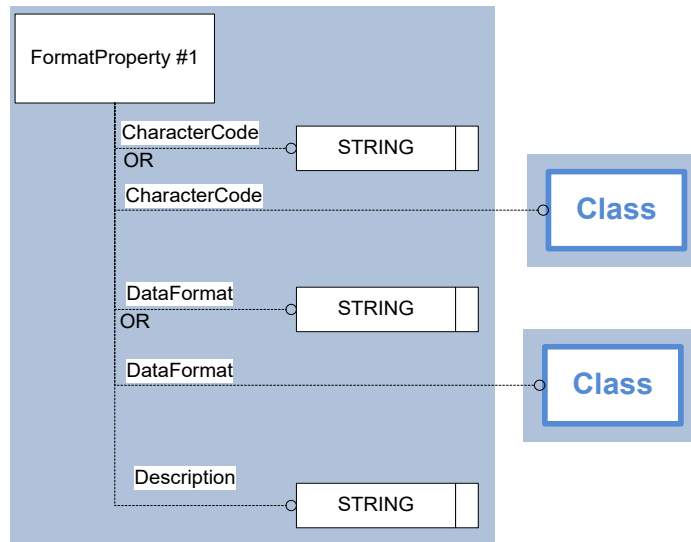 FormatProperty #1
CharacterCode
STRING
OR
CharacterCode
Class
DataFormat
STRING
OR
DataFormat
Class
Description
STRING